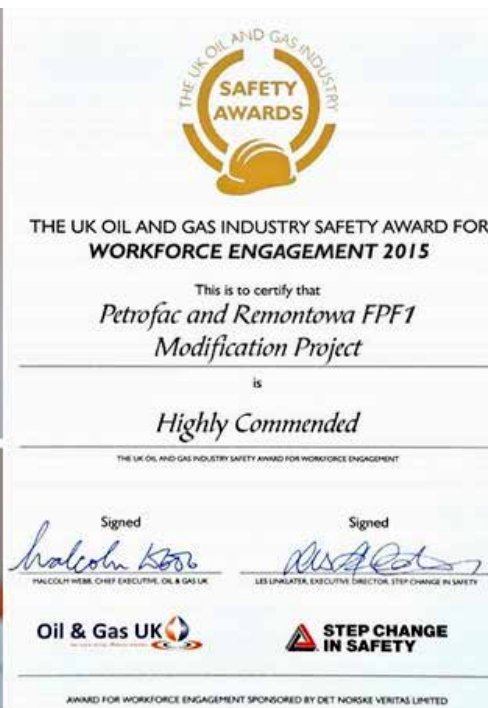 THE UK OIL AND GAS INDUSTRY
SAFETY
AWARDS
THE UK OIL AND GAS INDUSTRY SAFETY AWARD FOR
WORKFORCE ENGAGEMENT 2015
This is to certify that
Petrofac and Remontowa FPF1
Modification Project
is
Highly Commended
THE UK OIL AND GAS INDUSTRY SAFETY AWARD FOR WORKFORCE ENGAGEMENT
Signed
Signed
Malcolm Webb
MALCOLM WEBB, CHIEF EXECUTIVE, OIL & GAS UK
LES LINKLATER, EXECUTIVE DIRECTOR, STEP CHANGE IN SAFETY
Oil & Gas UK
STEP CHANGE
IN SAFETY
AWARD FOR WORKFORCE ENGAGEMENT SPONSORED BY DET NORSKE VERITAS LIMITED